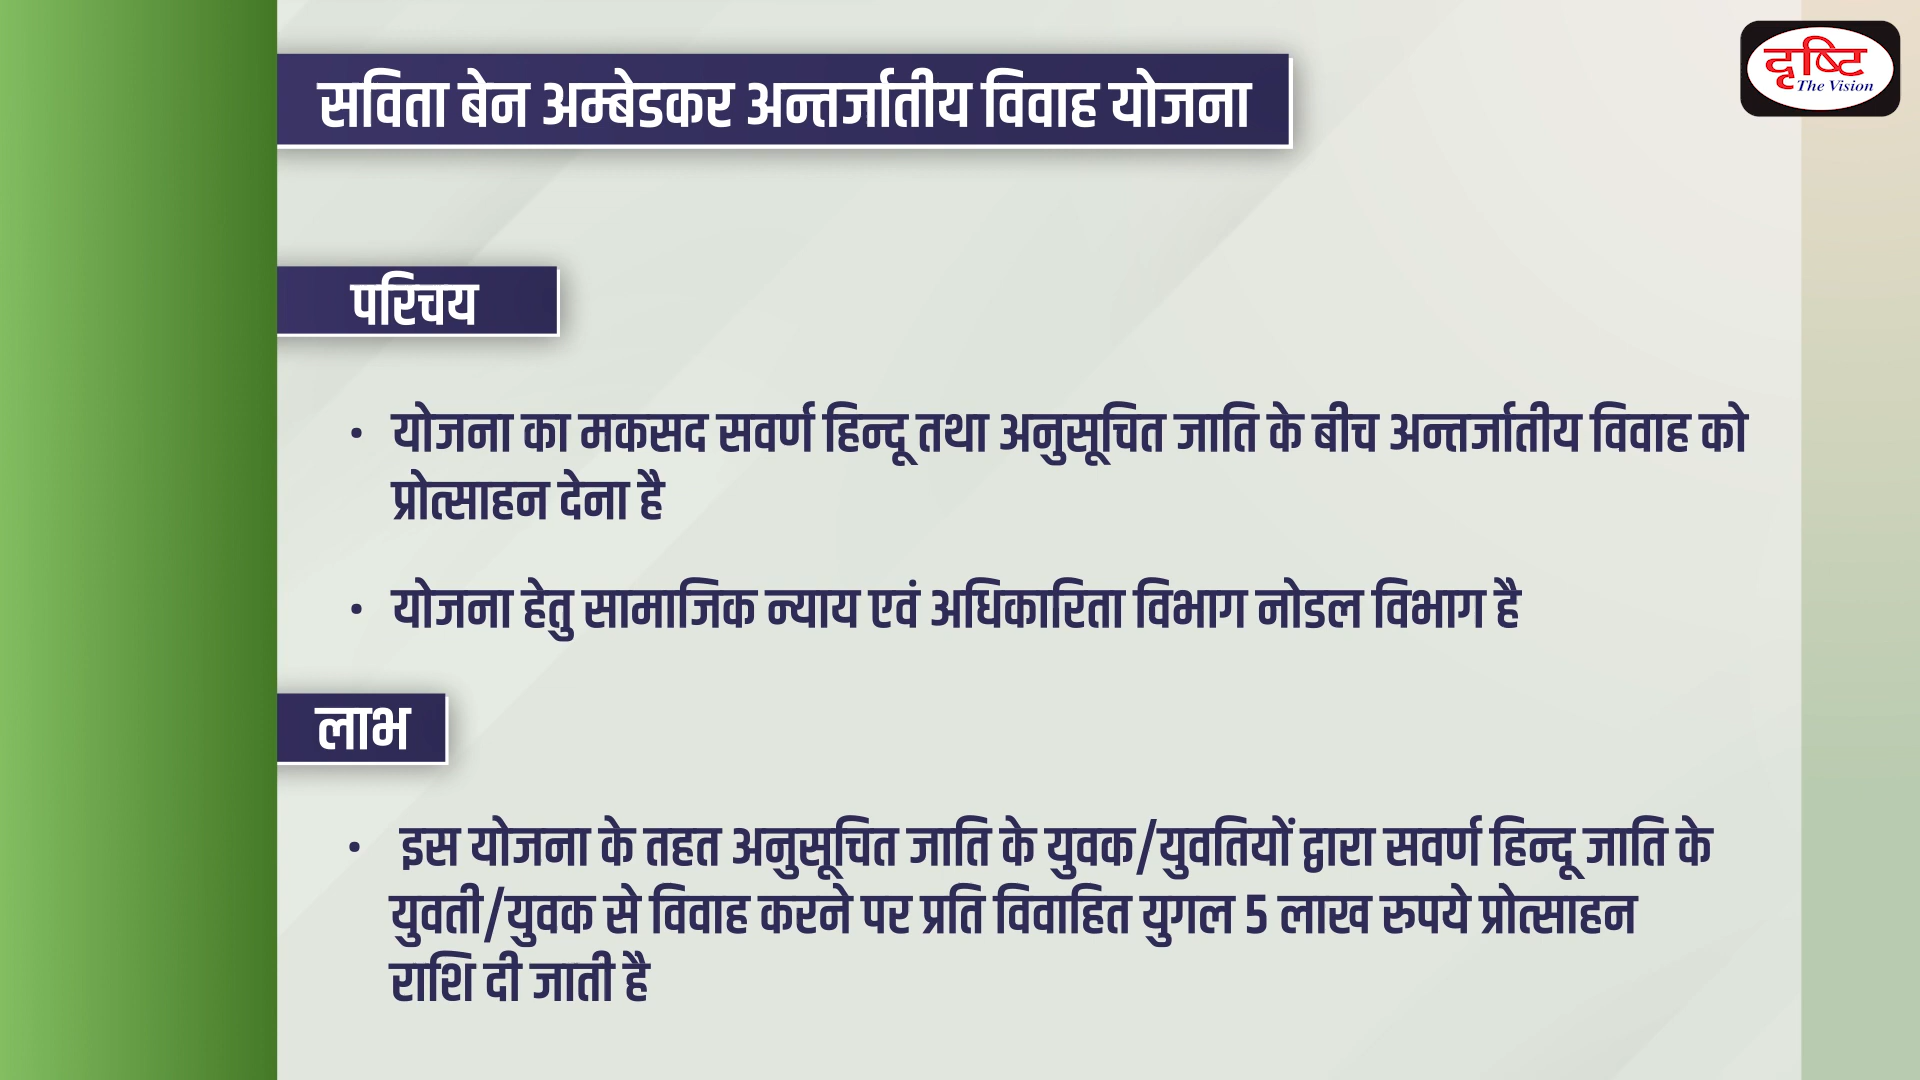 सविता बेन अम्बेडकर अन्तर्जातीय विवाह योजना
दृष्टि
The Vision
परिचय
• योजना का मकसद सवर्ण हिन्दू तथा अनुसूचित जाति के बीच अन्तर्जातीय विवाह को
प्रोत्साहन देना है
• योजना हेतु सामाजिक न्याय एवं अधिकारिता विभाग नोडल विभाग है
लाभ
• इस योजना के तहत अनुसूचित जाति के युवक/युवतियों द्वारा सवर्ण हिन्दू जाति के
युवती/युवक से विवाह करने पर प्रति विवाहित युगल 5 लाख रुपये प्रोत्साहन
राशि दी जाती है